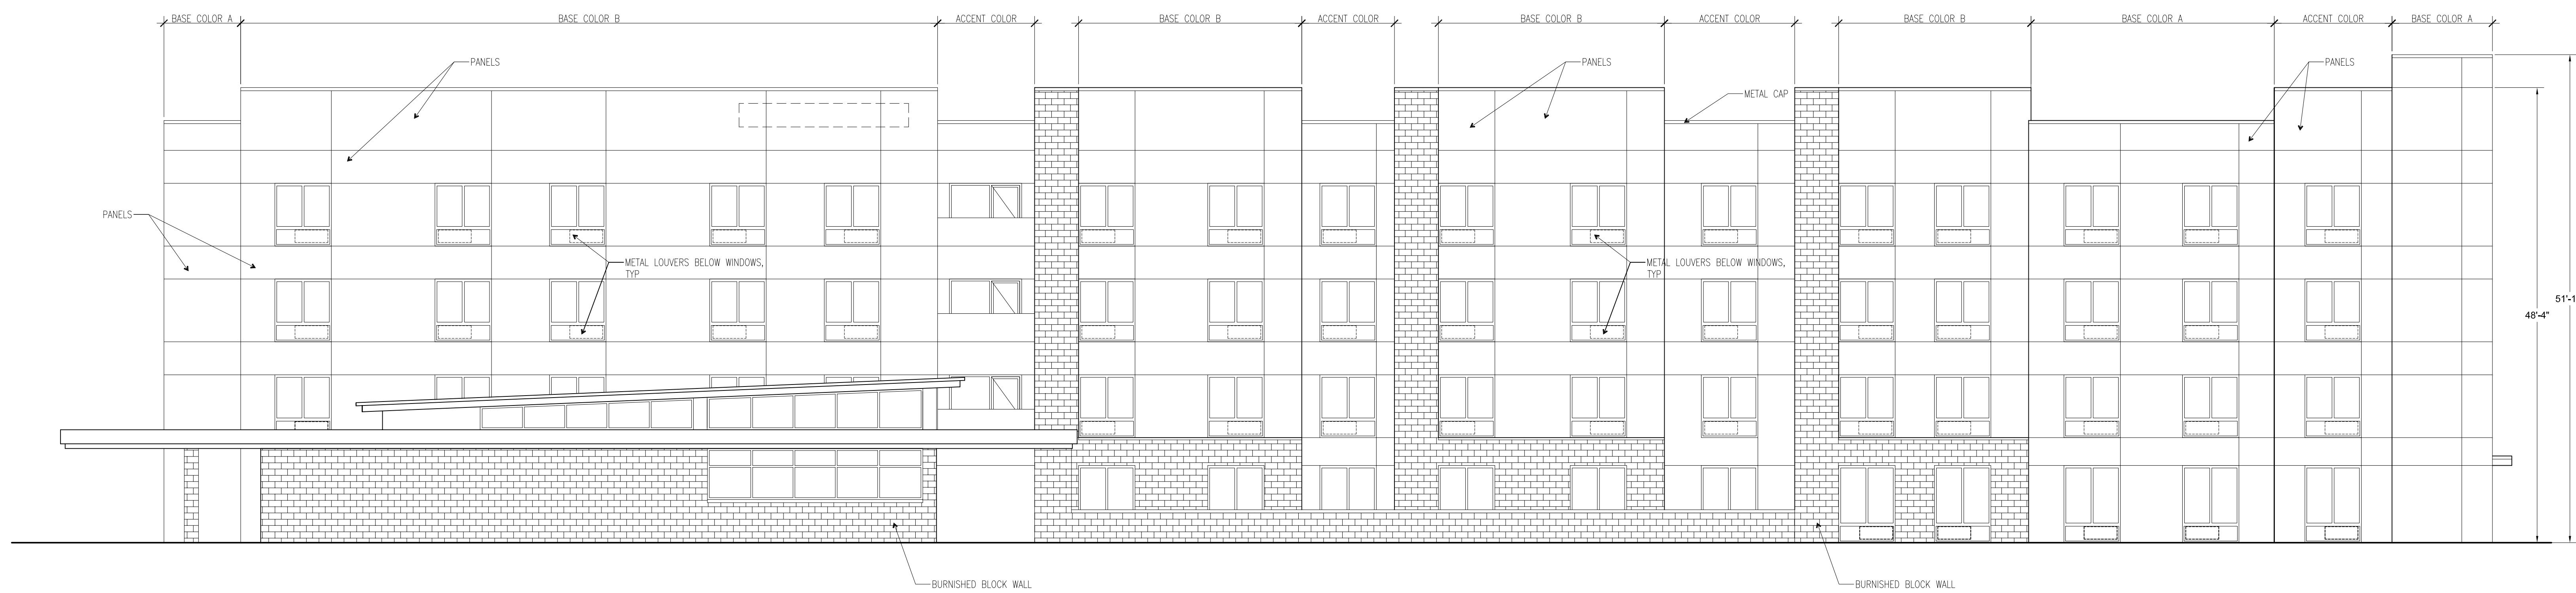 BASE COLOR A
BASE COLOR B
ACCENT COLOR
BASE COLOR B
ACCENT COLOR
BASE COLOR B
ACCENT COLOR
BASE COLOR B
BASE COLOR A
ACCENT COLOR
BASE COLOR A
PANELS
PANELS
PANELS
METAL CAP
PANELS
METAL LOUVERS BELOW WINDOWS,
TYP
METAL LOUVERS BELOW WINDOWS,
TYP
51'-1
48'-4"
BURNISHED BLOCK WALL
BURNISHED BLOCK WALL